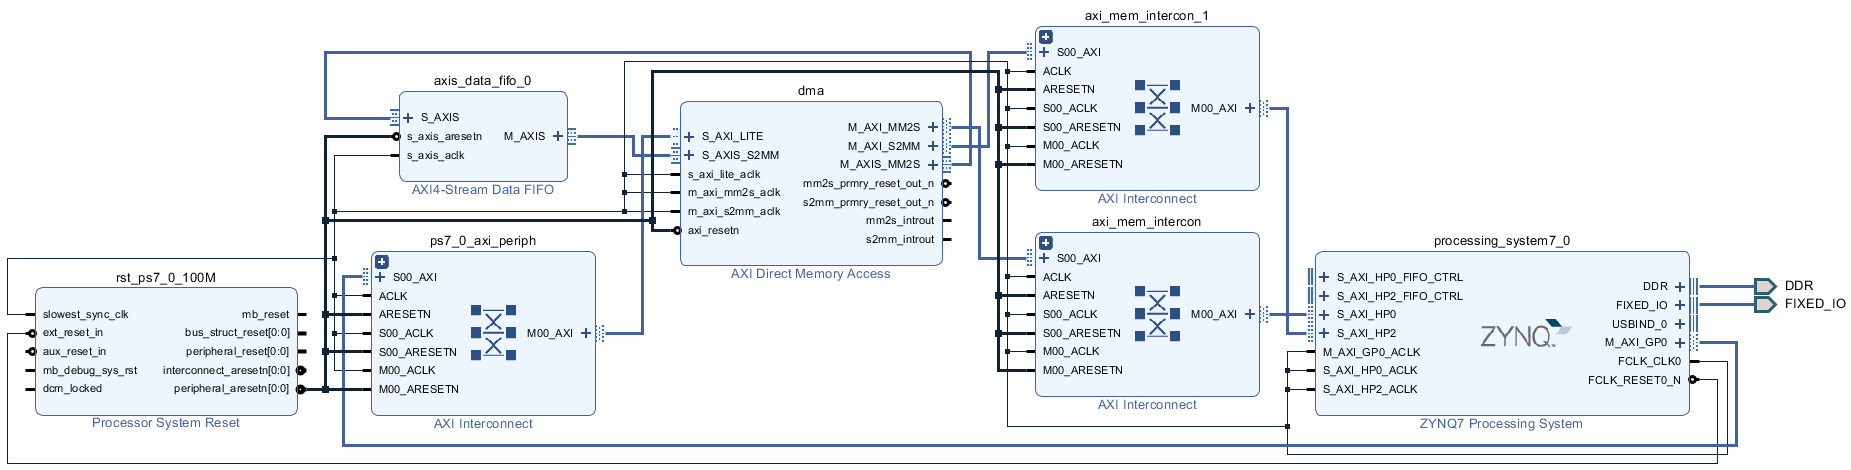 axis_data_fifo_0
S_AXIS
s_axis_aresetn
s_axis_aclk
M_AXIS
AXI4-Stream Data FIFO
rst_ps7_0_100M
slowest_sync_clk
ext_reset_in
aux_reset_in
mb_debug_sys_rst
dcm_locked
mb_reset
bus_struct_reset[0:0]
peripheral_reset[0:0]
interconnect_aresetn[0:0]
peripheral_aresetn[0:0]
Processor System Reset
ps7_0_axi_periph
S00_AXI
ACLK
ARESETN
S00_ACLK
S00_ARESETN
M00_ACLK
M00_ARESETN
M00_AXI
AXI Interconnect
dma
S_AXI_LITE
S_AXIS_S2MM
s_axi_lite_aclk
m_axi_mm2s_aclk
m_axi_s2mm_aclk
axi_resetn
M_AXI_MM2S
M_AXI_S2MM
M_AXIS_MM2S
mm2s_prmry_reset_out_n
s2mm_prmry_reset_out_n
mm2s_introut
s2mm_introut
AXI Direct Memory Access
axi_mem_intercon_1
S00_AXI
ACLK
ARESETN
S00_ACLK
S00_ARESETN
M00_ACLK
M00_ARESETN
M00_AXI
AXI Interconnect
axi_mem_intercon
S00_AXI
ACLK
ARESETN
S00_ACLK
S00_ARESETN
M00_ACLK
M00_ARESETN
M00_AXI
AXI Interconnect
processing_system7_0
S_AXI_HP0_FIFO_CTRL
S_AXI_HP2_FIFO_CTRL
S_AXI_HP0
S_AXI_HP2
M_AXI_GP0_ACLK
S_AXI_HP0_ACLK
S_AXI_HP2_ACLK
ZYNQ
DDR
FIXED_IO
USBIND_0
M_AXI_GP0
FCLK_CLK0
FCLK_RESET0_N
ZYNQ7 Processing System
DDR
FIXED_IO